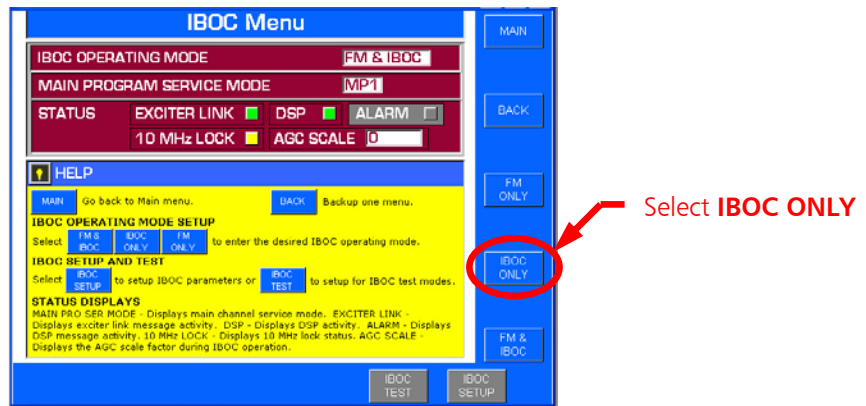 IBOC Menu
MAIN
IBOC OPERATING MODE FM & IBOC
MAIN PROGRAM SERVICE MODE MP1
STATUS EXCITER LINK DSP ALARM
BACK
10 MHz LOCK AGC SCALE 0
HELP
MAIN Go back to Main menu. BACK Backup one menu.
FM
ONLY
Select IBOC ONLY
IBOC OPERATING MODE SETUP
Select FM & IBOC IBOC ONLY FM ONLY to enter the desired IBOC operating mode.
IBOC SETUP AND TEST
IBOC
ONLY
Select IBOC SETUP to setup IBOC parameters or IBOC TEST to setup for IBOC test modes.
STATUS DISPLAYS
MAIN PRO SER MODE - Displays main channel service mode. EXCITER LINK -
Displays exciter link message activity. DSP - Displays DSP activity. ALARM - Displays
DSP message activity. 10 MHz LOCK - Displays 10 MHz lock status. AGC SCALE -
Displays the AGC scale factor during IBOC operation.
FM &
IBOC
IBOC
TEST
IBOC
SETUP